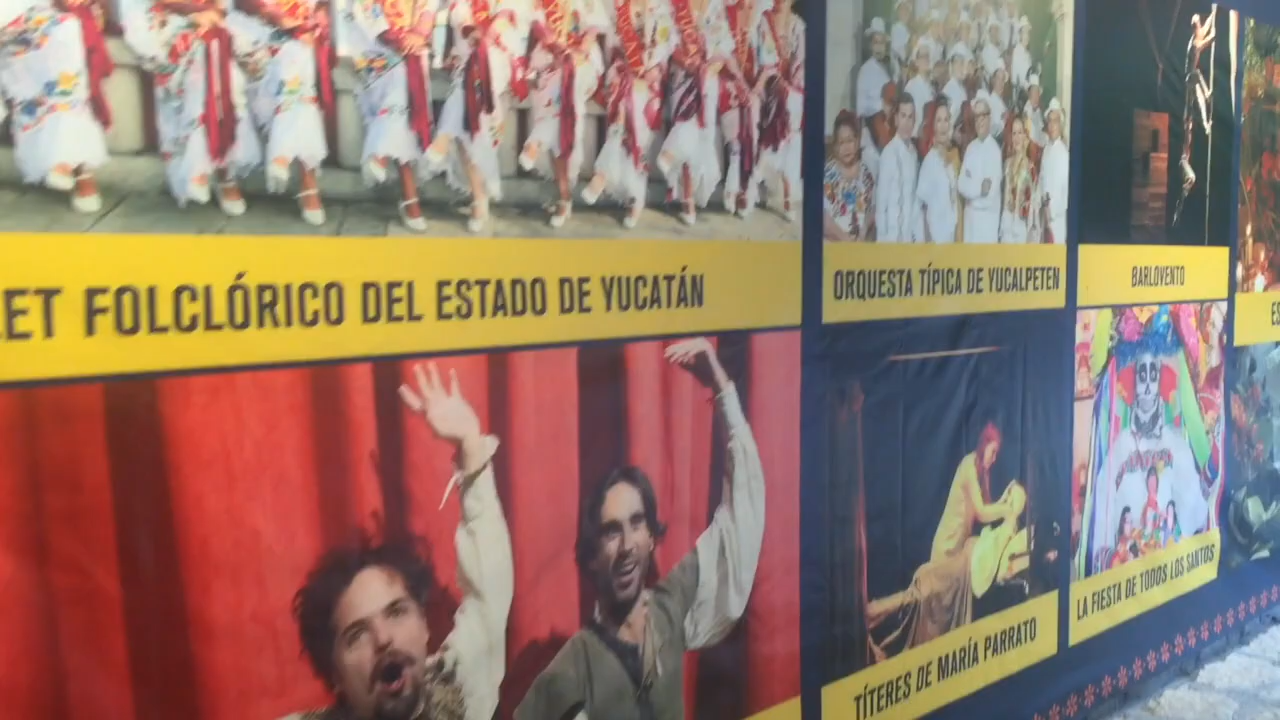 ET FOLCLÓRICO DEL ESTADO DE YUCATÁN
ORQUESTA TÍPICA DE YUCALPETEN
BARLOVENTO
ES
TÍTERES DE MARÍA PARRATO
LA FIESTA DE TODOS LOS SANTOS